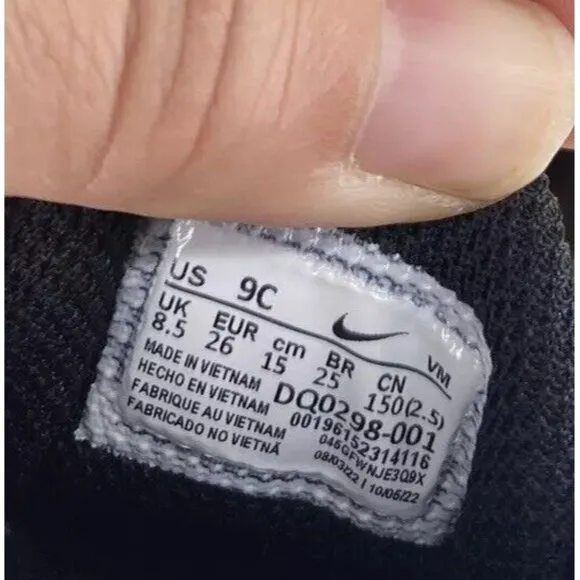 US 9C
UK EUR cm BR CN VM
8.5 26 15 25 150(2.5)
MADE IN VIETNAM DQ0298-001
HECHO EN VIETNAM 00196152314116
FABRIQUE AU VIETNAM 046GFWNJE3Q9X
FABRICADO NO VIETNÃ 08/03/22 | 10/06/22